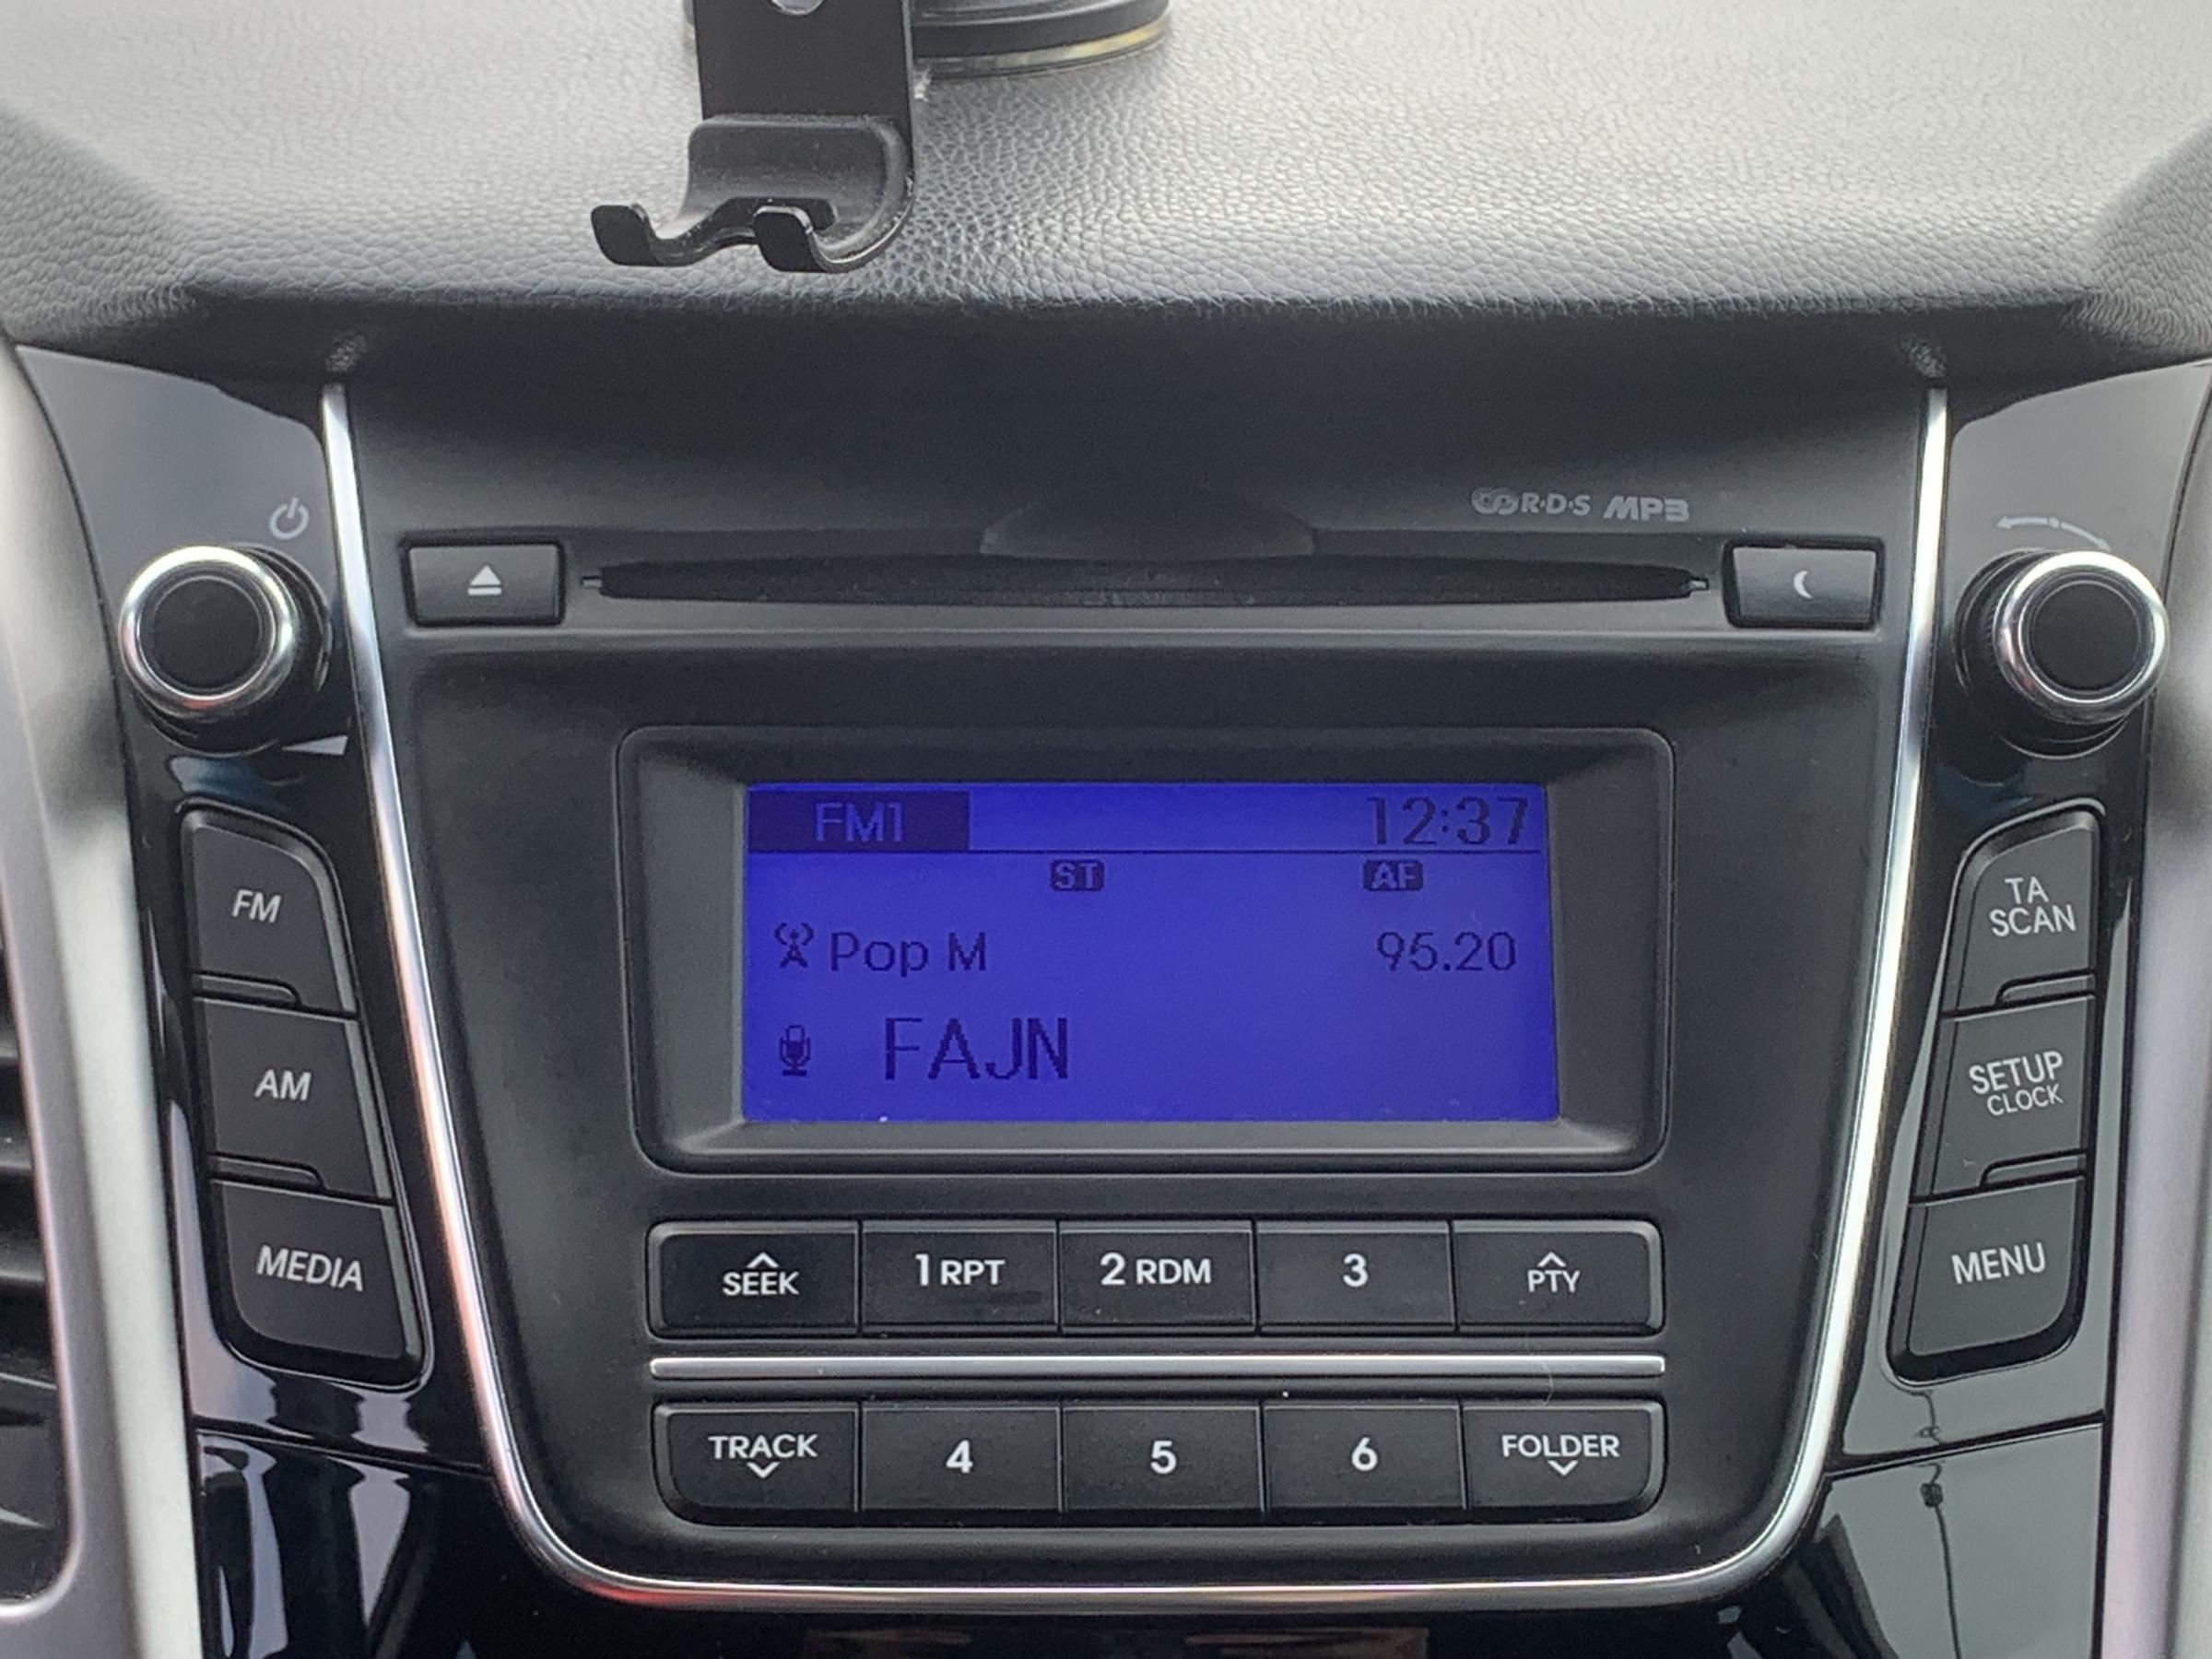 R·D·S MP3
FM1 12:37
ST AF
Pop M 95.20
FAJN
FM
AM
MEDIA
TA
SCAN
SETUP
CLOCK
MENU
SEEK 1 RPT 2 RDM 3 PTY
TRACK 4 5 6 FOLDER